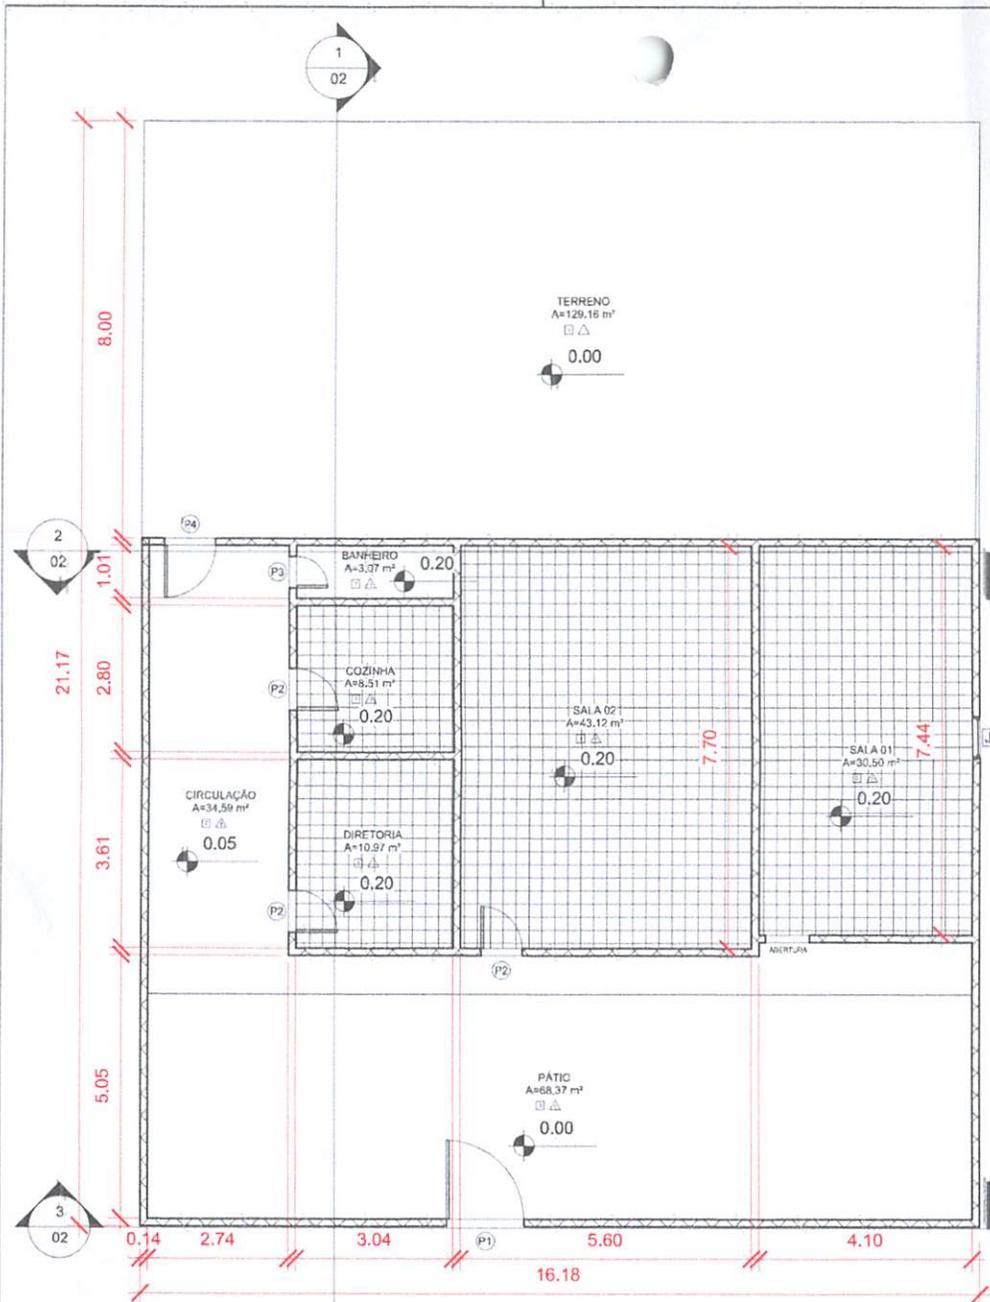 1
02
8.00
TERRENO
A=129.16 m²
0.00
2
02
P4
1.01
P3
BANHEIRO
A=3,07 m²
0.20
21.17
2.80
P2
COZINHA
A=8.51 m²
0.20
SALA 02
A=43.12 m²
0.20
7.70
7.44
SALA 01
A=30,50 m²
0.20
CIRCULAÇÃO
A=34,59 m²
0.05
3.61
DIRETORIA
A=10,97 m²
0.20
P2
P2
ABERTURA
5.05
PÁTIO
A=68,37 m²
0.00
3
02
0.14 2.74 3.04 P1 5.60 4.10
16.18